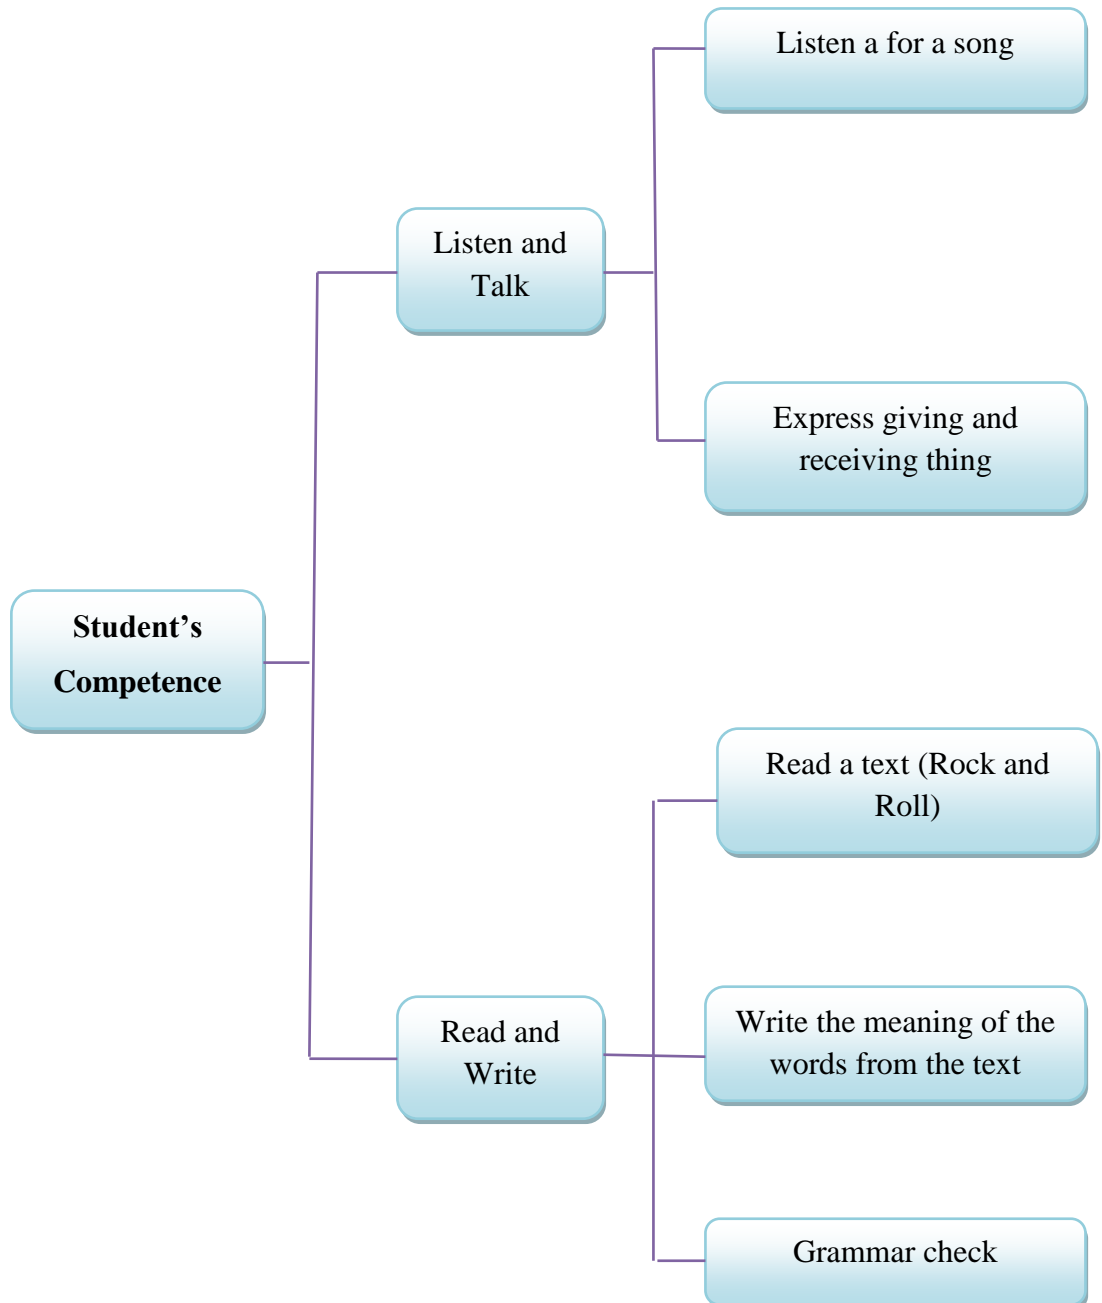 Listen a for a song
Listen and
Talk
Express giving and
receiving thing
Student’s
Competence
Read a text (Rock and
Roll)
Read and
Write
Write the meaning of the
words from the text
Grammar check